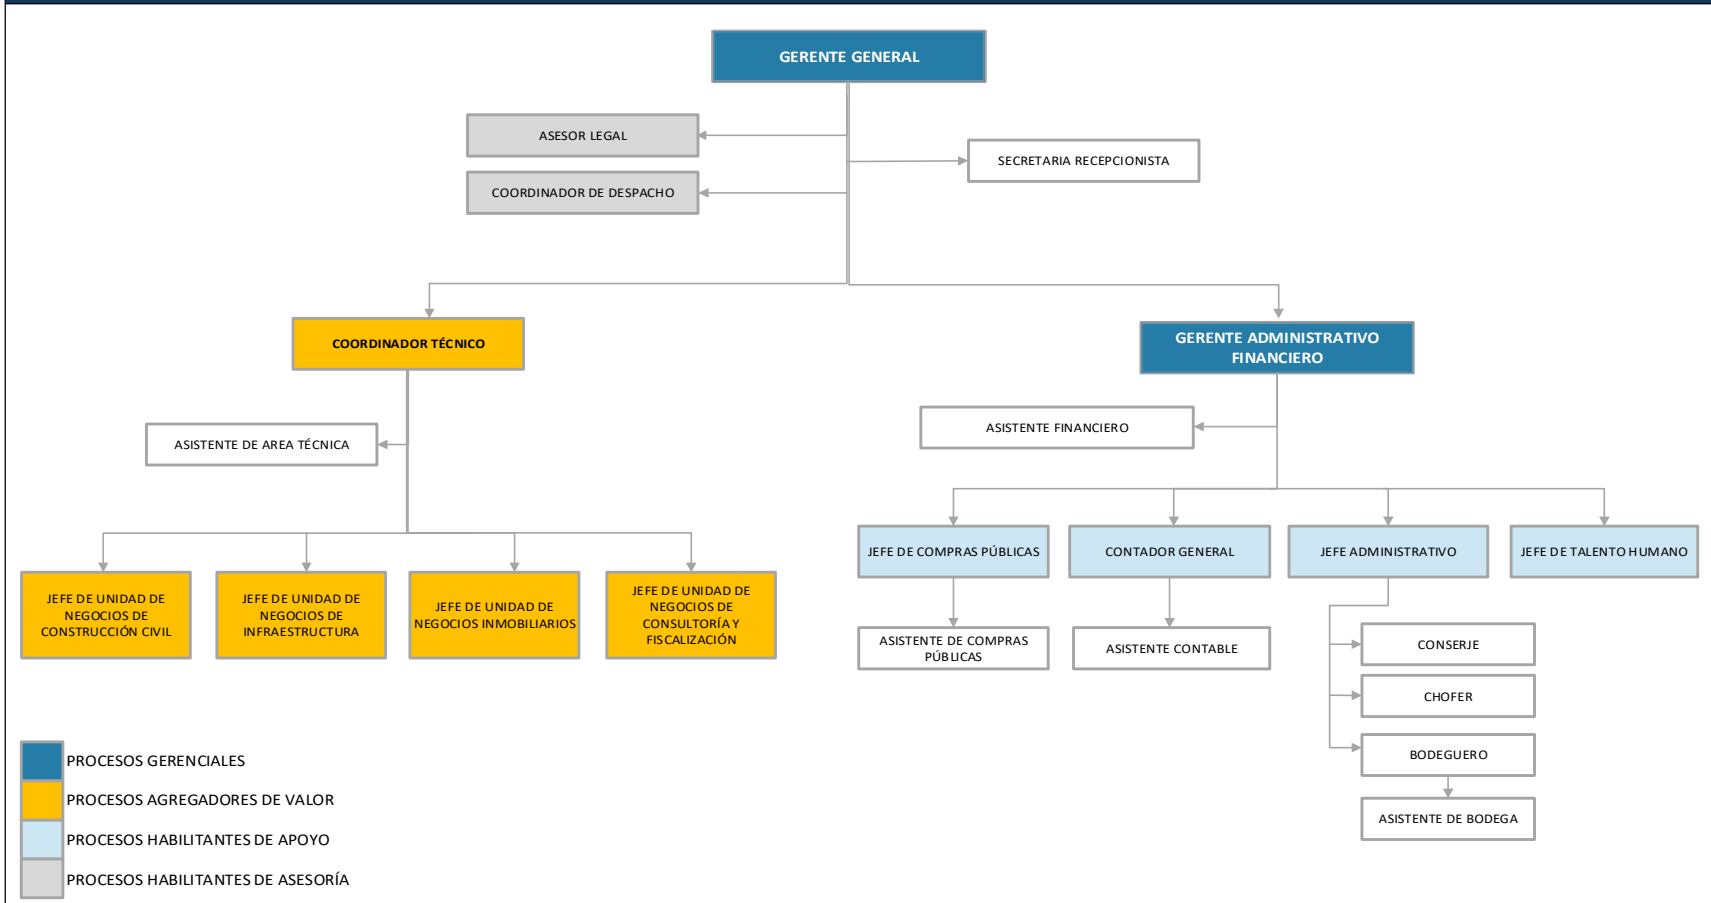 GERENTE GENERAL
ASESOR LEGAL
SECRETARIA RECEPCIONISTA
COORDINADOR DE DESPACHO
COORDINADOR TÉCNICO
GERENTE ADMINISTRATIVO
FINANCIERO
ASISTENTE DE AREA TÉCNICA
ASISTENTE FINANCIERO
JEFE DE COMPRAS PÚBLICAS
CONTADOR GENERAL
JEFE ADMINISTRATIVO
JEFE DE TALENTO HUMANO
JEFE DE UNIDAD DE
NEGOCIOS DE
CONSTRUCCIÓN CIVIL
JEFE DE UNIDAD DE
NEGOCIOS DE
INFRAESTRUCTURA
JEFE DE UNIDAD DE
NEGOCIOS INMOBILIARIOS
JEFE DE UNIDAD DE
NEGOCIOS DE
CONSULTORÍA Y
FISCALIZACIÓN
ASISTENTE DE COMPRAS
PÚBLICAS
ASISTENTE CONTABLE
CONSERJE
CHOFER
BODEGUERO
ASISTENTE DE BODEGA
PROCESOS GERENCIALES
PROCESOS AGREGADORES DE VALOR
PROCESOS HABILITANTES DE APOYO
PROCESOS HABILITANTES DE ASESORÍA